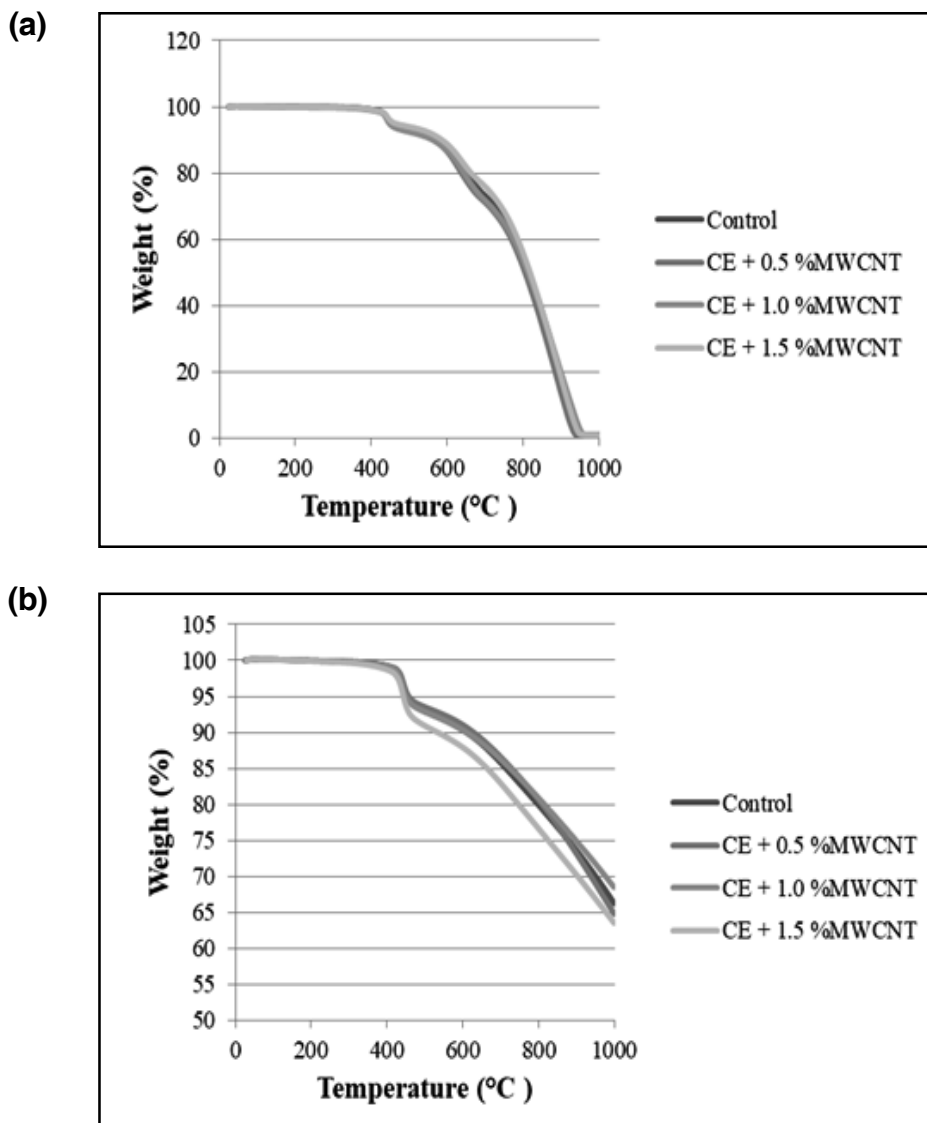 (a)
120
100
80
60
40
20
0
0 200 400 600 800 1000
Weight (%)
Temperature (°C )
Control
CE + 0.5 %MWCNT
CE + 1.0 %MWCNT
CE + 1.5 %MWCNT
(b)
105
100
95
90
85
80
75
70
65
60
55
50
0 200 400 600 800 1000
Weight (%)
Temperature (°C )
Control
CE + 0.5 %MWCNT
CE + 1.0 %MWCNT
CE + 1.5 %MWCNT